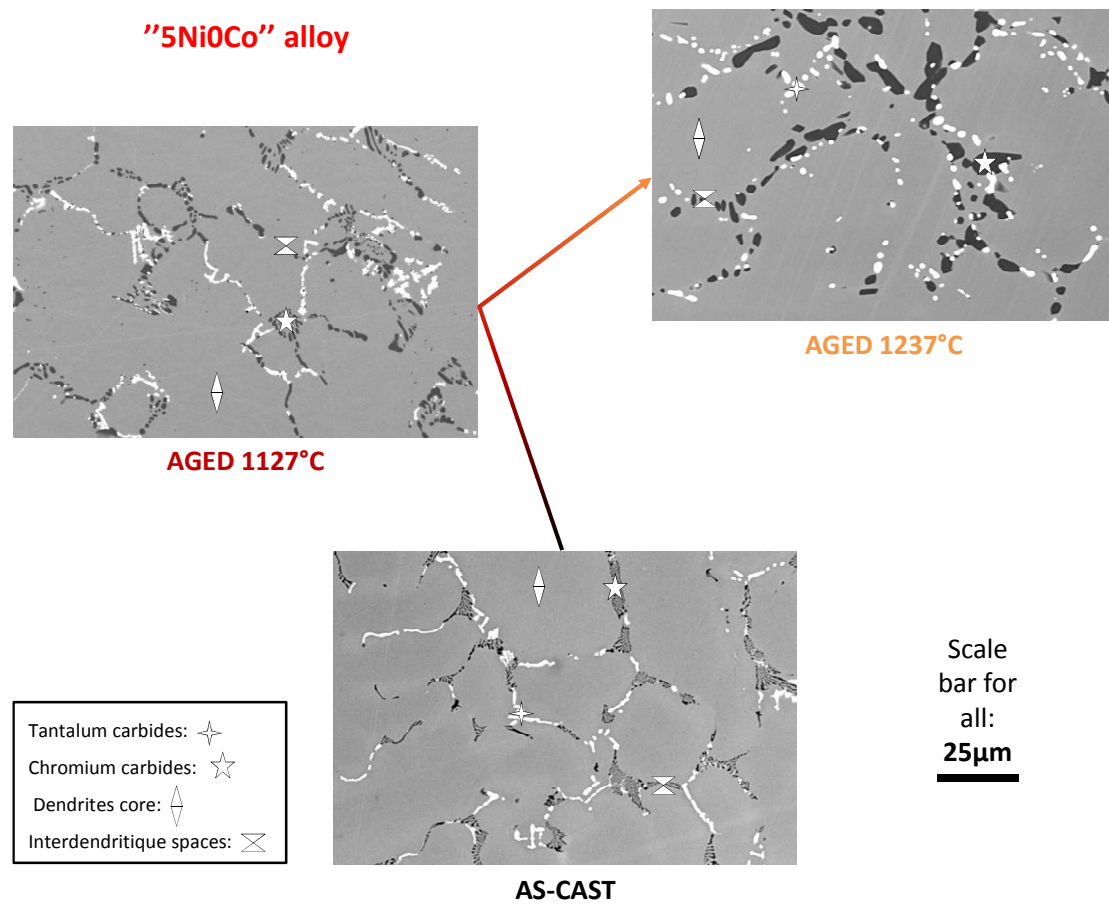 ’’5Ni0Co’’ alloy
AGED 1237°C
AGED 1127°C
AS-CAST
Scale
bar for
all:
25µm
Tantalum carbides:
Chromium carbides:
Dendrites core:
Interdendritique spaces: